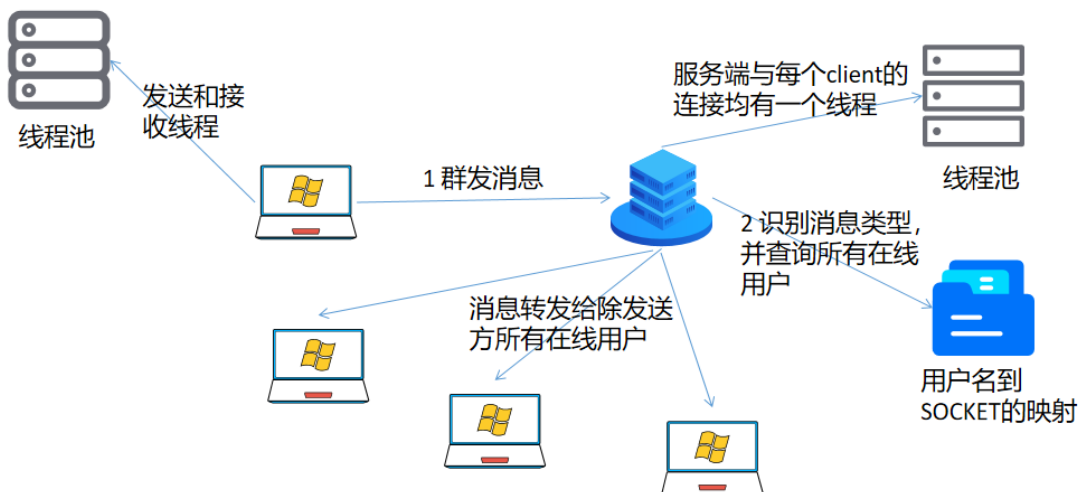 发送和接
收线程
线程池
1 群发消息
服务端与每个client的
连接均有一个线程
线程池
2 识别消息类型，
并查询所有在线
用户
消息转发给除发送
方所有在线用户
用户名到
SOCKET的映射